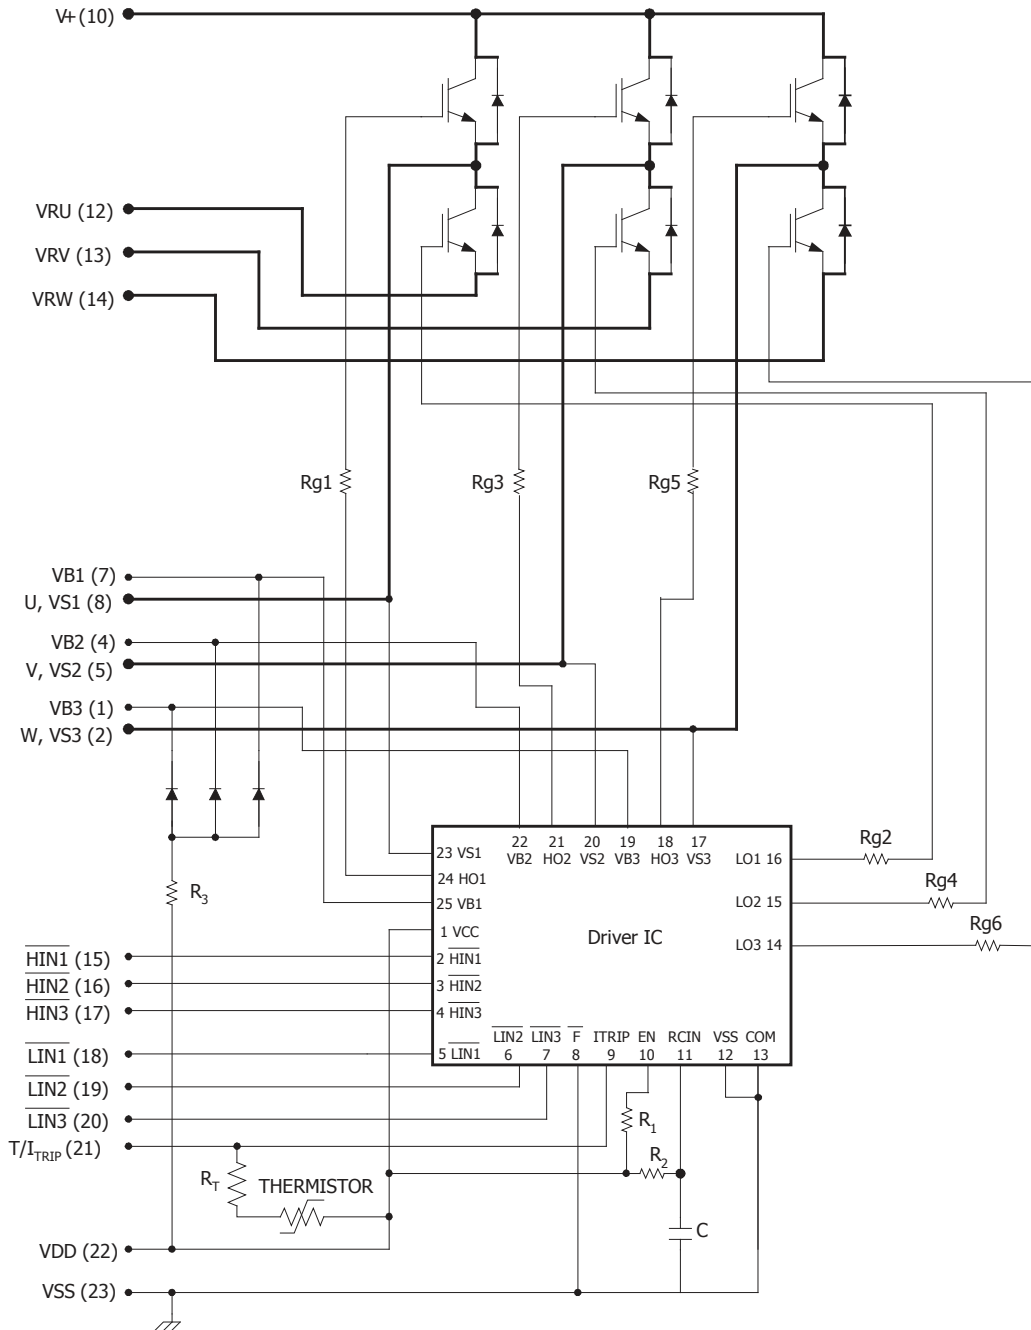 V+ (10)
VRU (12)
VRV (13)
VRW (14)
Rg1
Rg3
Rg5
VB1 (7)
U, VS1 (8)
VB2 (4)
V, VS2 (5)
VB3 (1)
W, VS3 (2)
22 21 20 19 18 17
VB2 HO2 VS2 VB3 HO3 VS3
23 VS1
24 HO1
25 VB1
1 VCC
2 HIN1
3 HIN2
4 HIN3
5 LIN1
LO1 16
LO2 15
LO3 14
Rg2
Rg4
Rg6
Driver IC
R3
HIN1 (15)
HIN2 (16)
HIN3 (17)
LIN1 (18)
LIN2 (19)
LIN3 (20)
T/ITRIP (21)
LIN2 LIN3 F ITRIP EN RCIN VSS COM
6 7 8 9 10 11 12 13
R1
R2
RT
THERMISTOR
C
VDD (22)
VSS (23)